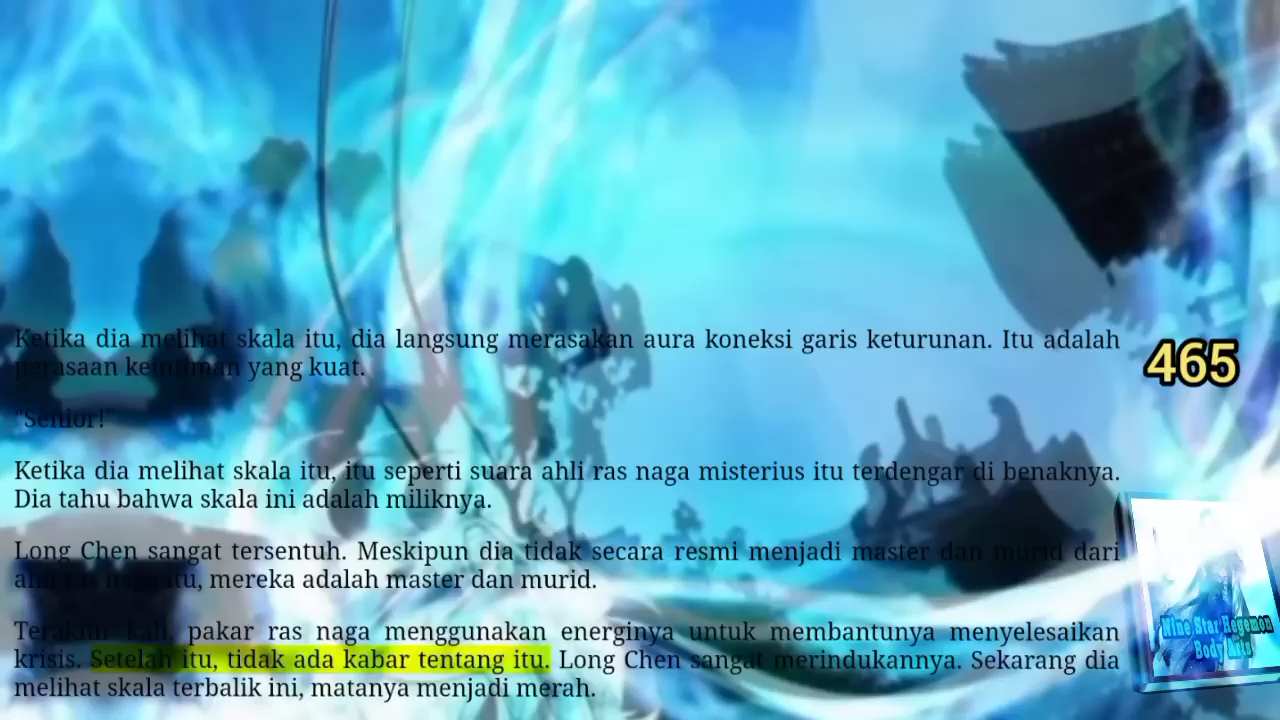 Ketika dia melihat skala itu, dia langsung merasakan aura koneksi garis keturunan. Itu adalah
perasaan keintiman yang kuat.
"Senior!"
Ketika dia melihat skala itu, itu seperti suara ahli ras naga misterius itu terdengar di benaknya.
Dia tahu bahwa skala ini adalah miliknya.
Long Chen sangat tersentuh. Meskipun dia tidak secara resmi menjadi master dan murid dari
ahli ras naga itu, mereka adalah master dan murid.
Terakhir kali, pakar ras naga menggunakan energinya untuk membantunya menyelesaikan
krisis. Setelah itu, tidak ada kabar tentang itu. Long Chen sangat merindukannya. Sekarang dia
melihat skala terbalik ini, matanya menjadi merah.
465
Nine Star Hegemon
Body Arts